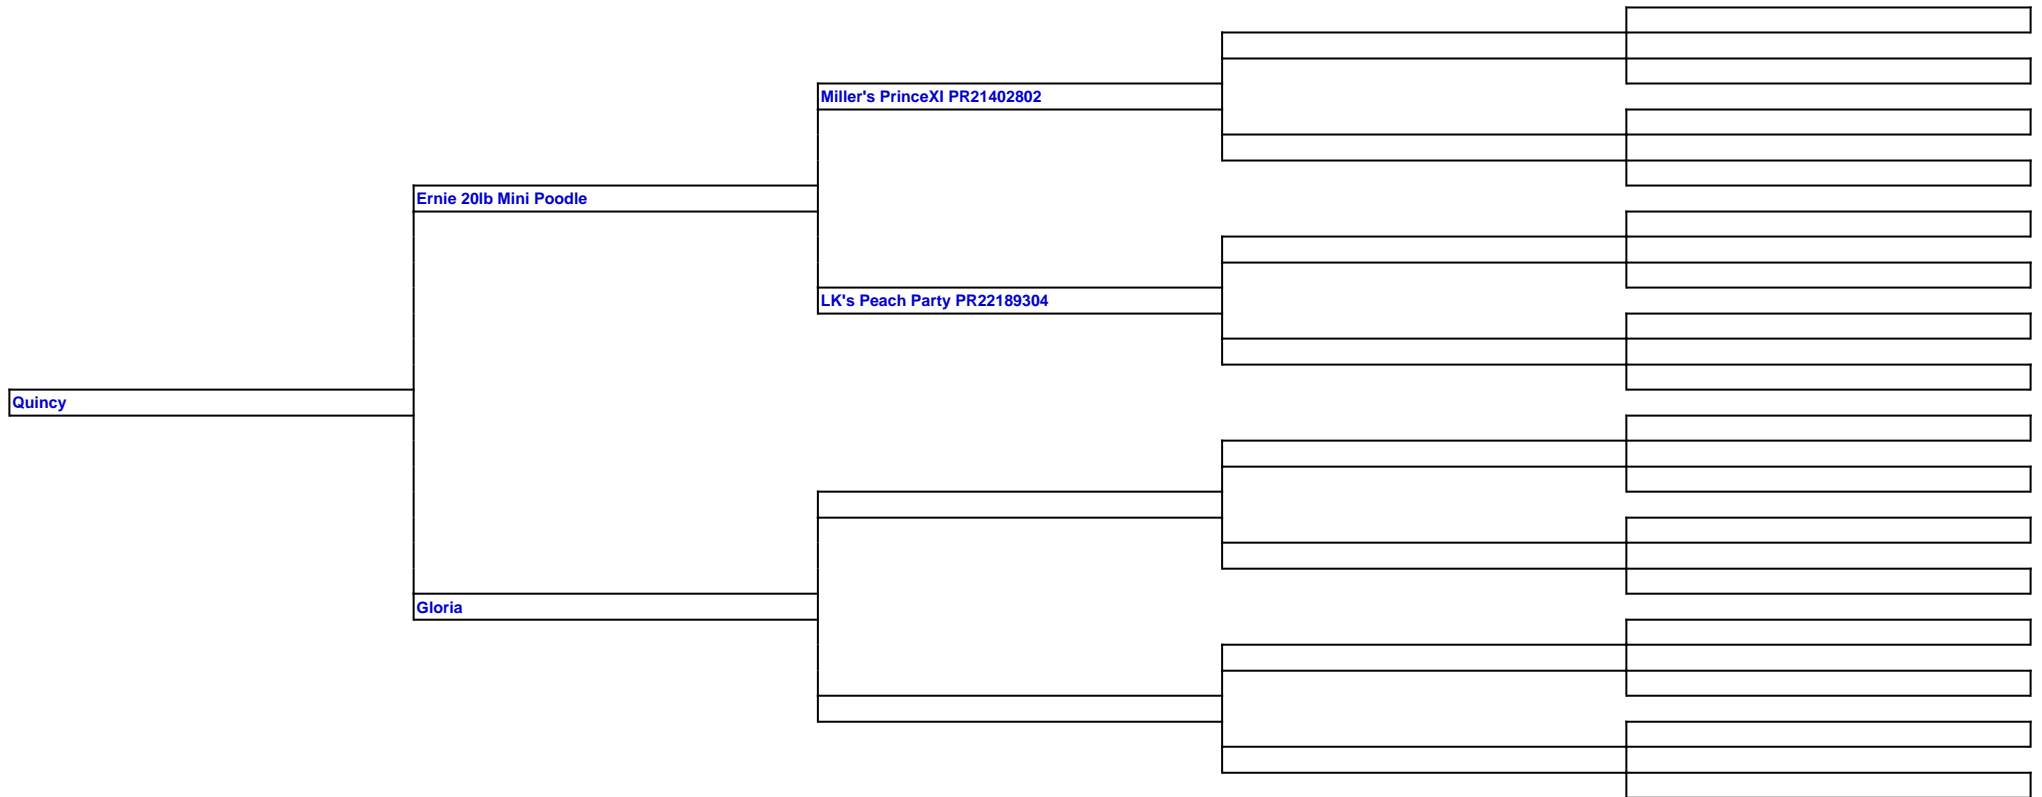 Miller's PrinceXI PR21402802
Ernie 20lb Mini Poodle
LK's Peach Party PR22189304
Quincy
Gloria